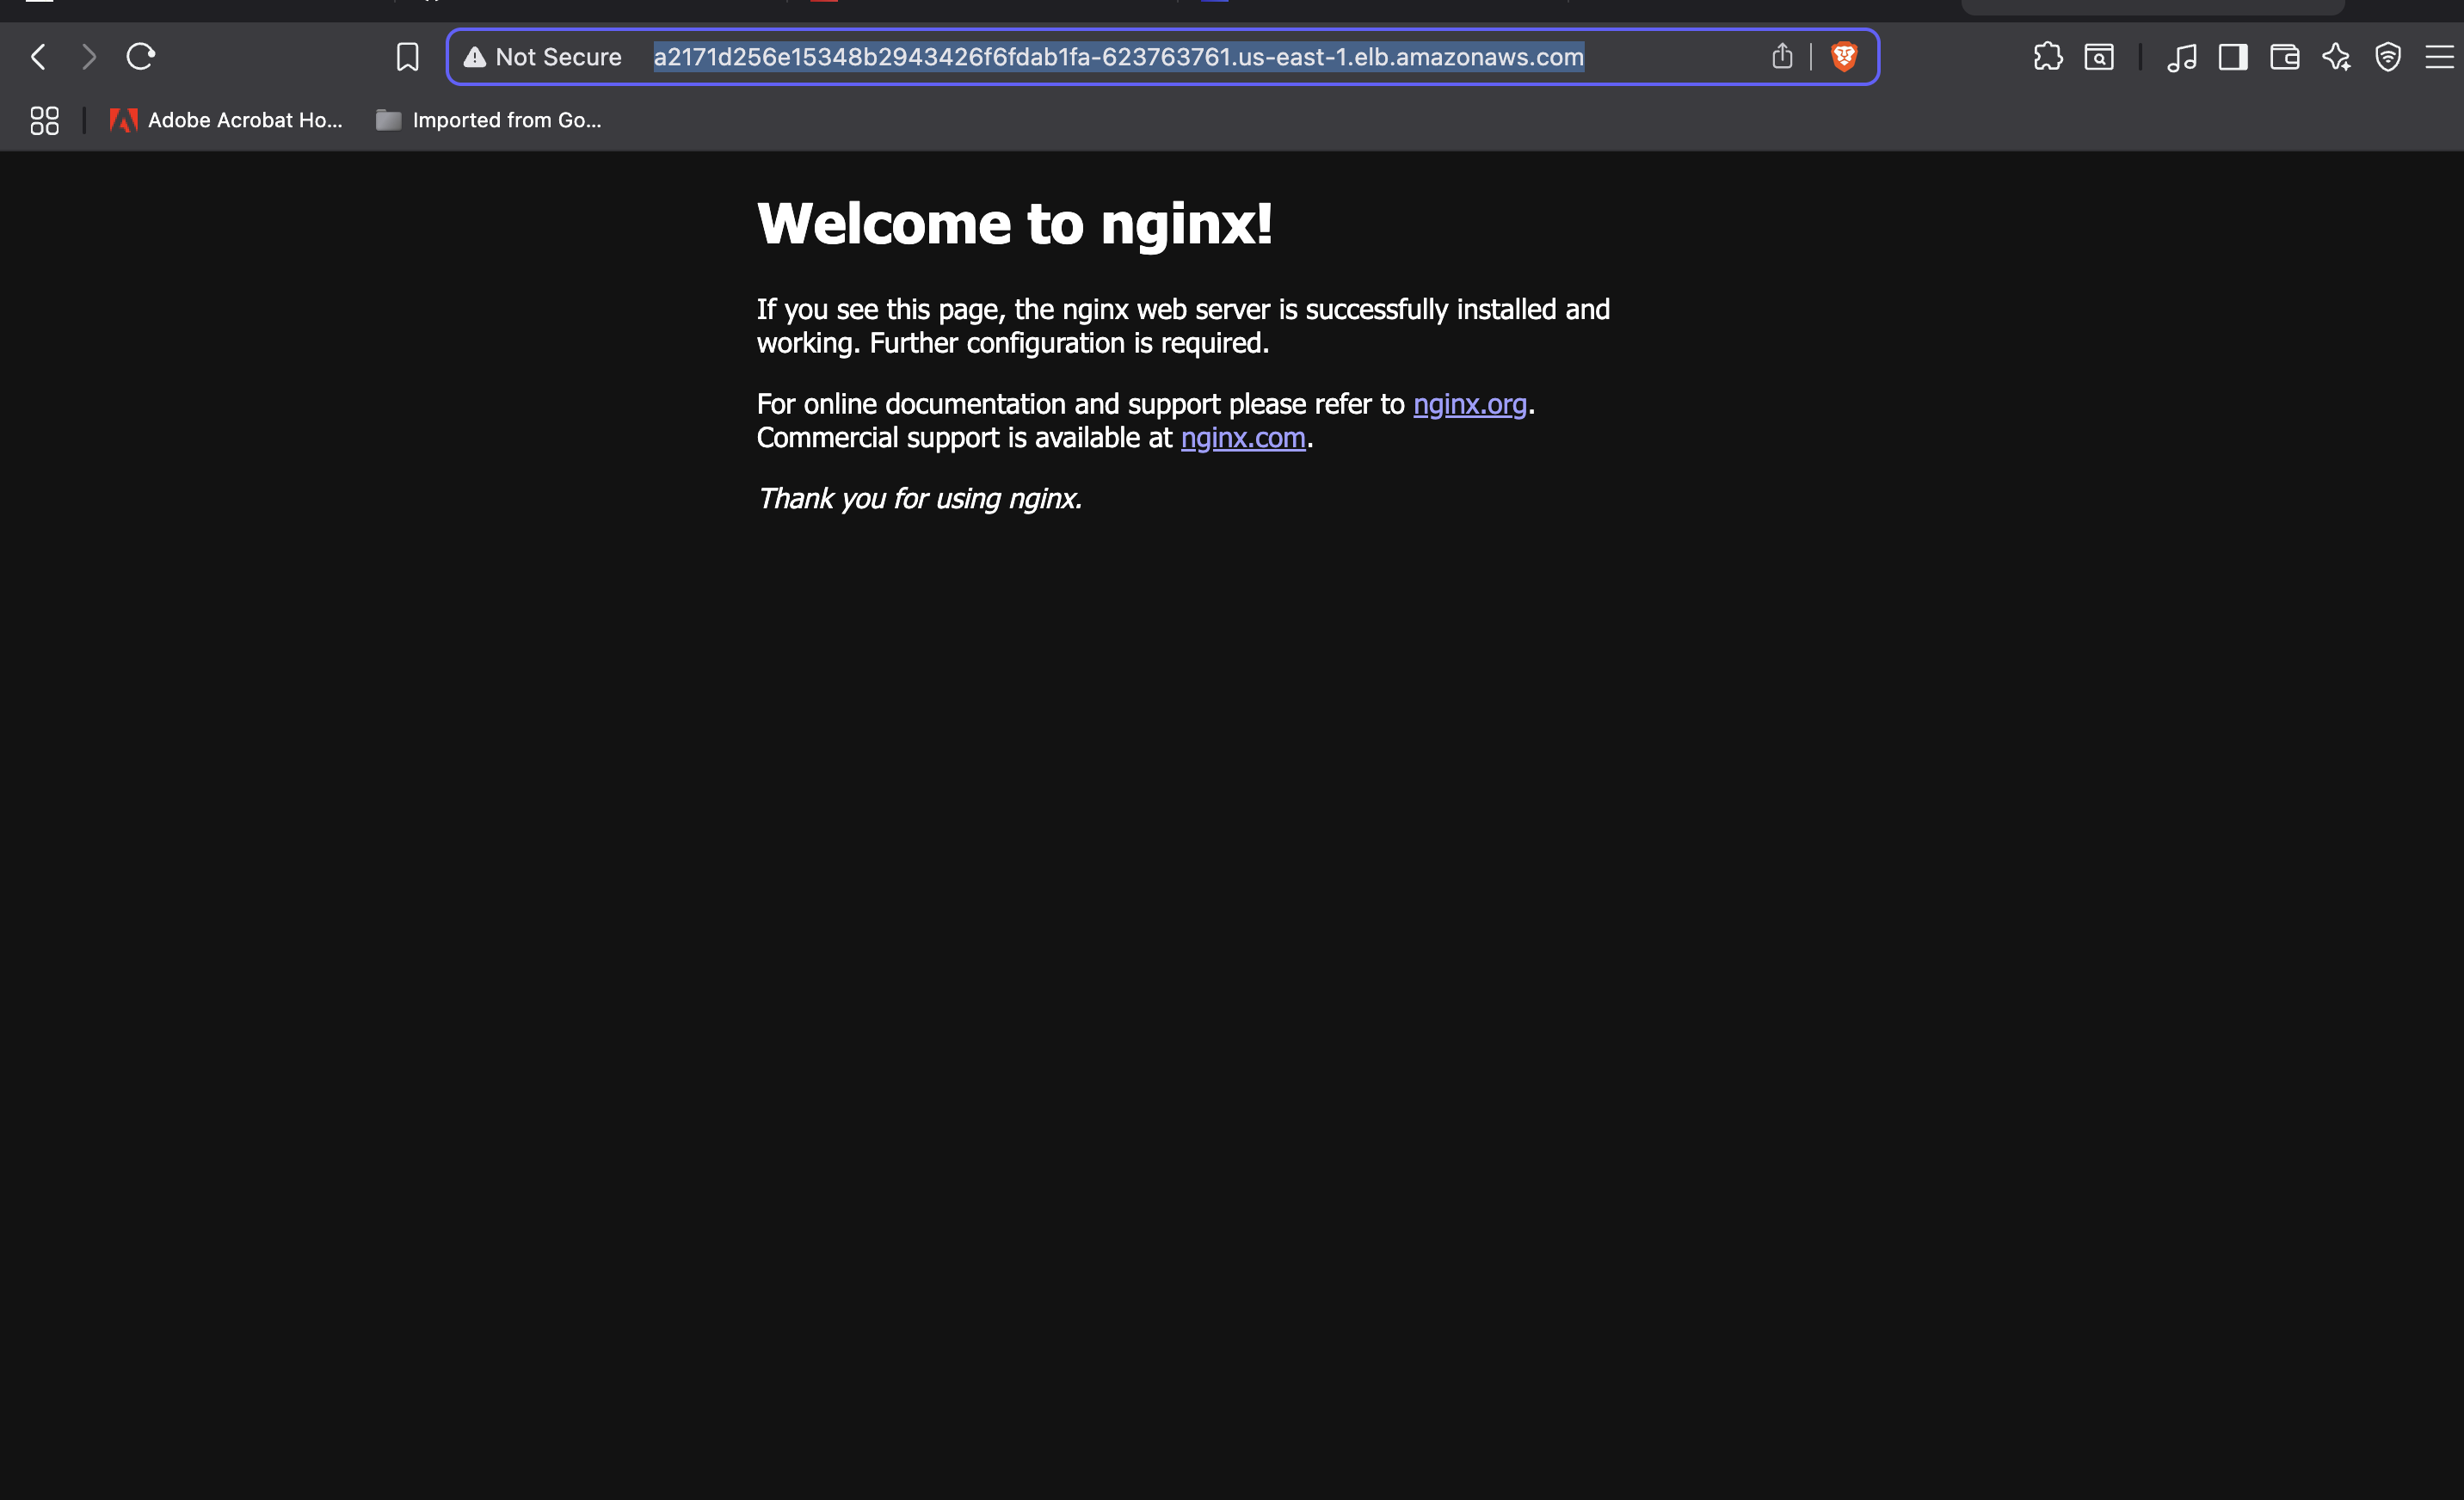 Not Secure a2171d256e15348b2943426f6fdab1fa-623763761.us-east-1.elb.amazonaws.com
Adobe Acrobat Ho... Imported from Go...
Welcome to nginx!
If you see this page, the nginx web server is successfully installed and
working. Further configuration is required.
For online documentation and support please refer to nginx.org.
Commercial support is available at nginx.com.
Thank you for using nginx.